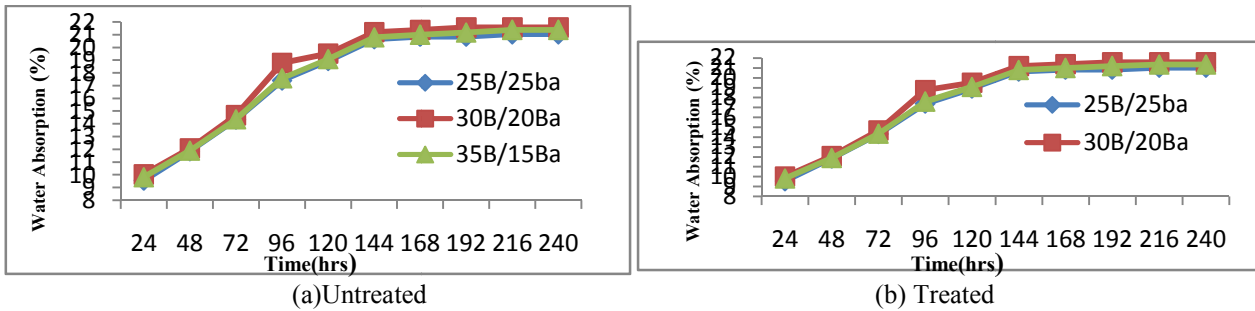 Water Absorption (%)
22
21
20
19
18
17
16
15
14
13
12
11
10
9
8
25B/25ba
30B/20Ba
35B/15Ba
24 48 72 96 120 144 168 192 216 240
Time(hrs)
(a)Untreated
Water Absorption (%)
22
21
20
19
18
17
16
15
14
13
12
11
10
9
8
25B/25ba
30B/20Ba
24 48 72 96 120 144 168 192 216 240
Time(hrs)
(b) Treated